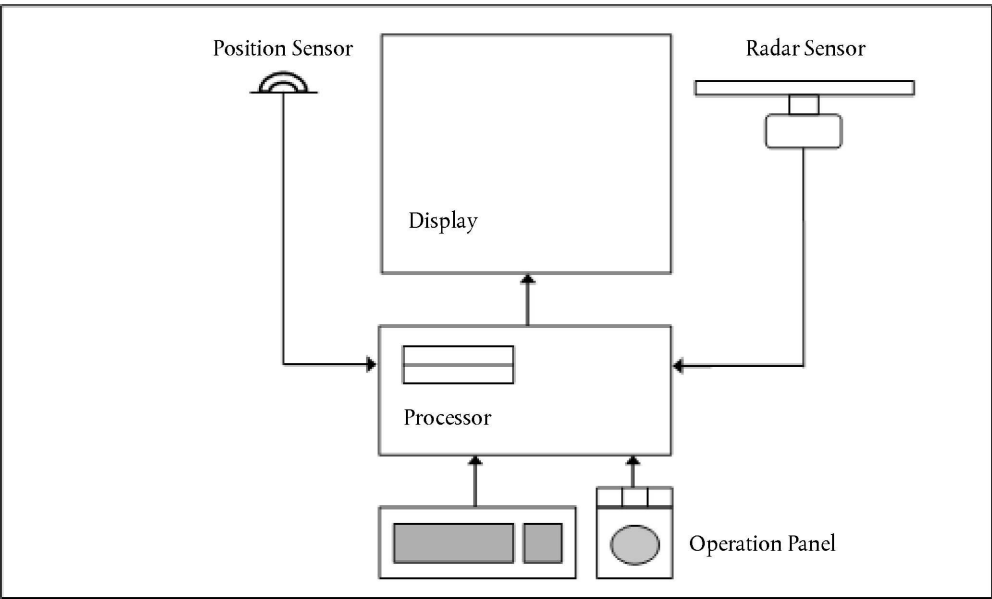 Position Sensor
Radar Sensor
Display
Processor
Operation Panel